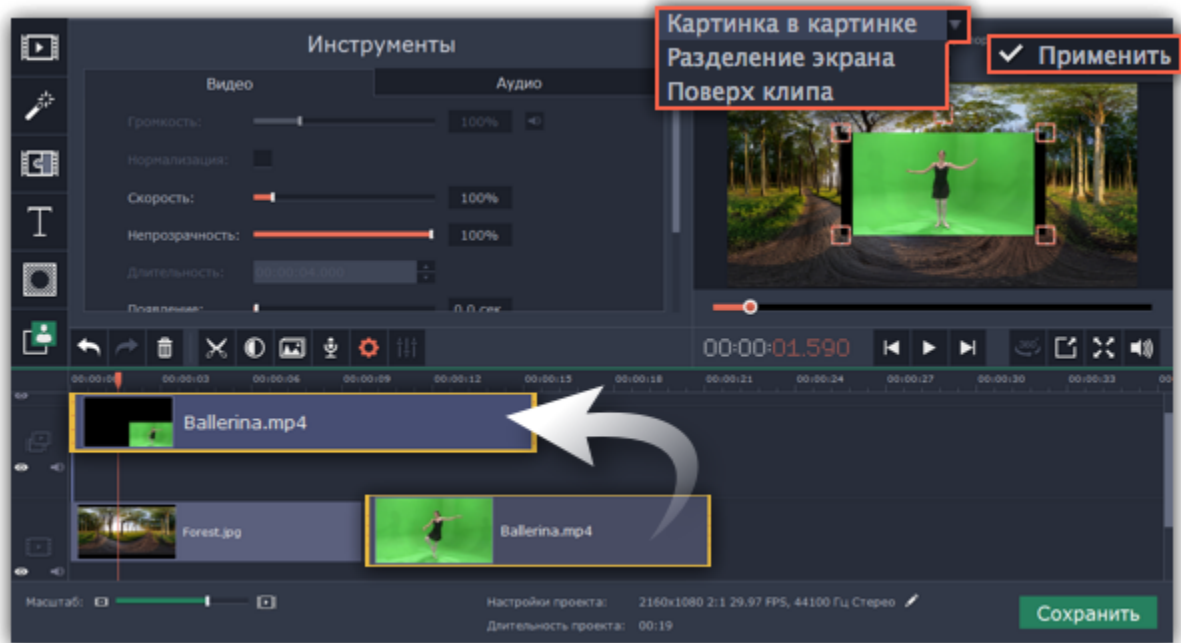 Картинка в картинке
Разделение экрана
Поверх клипа
Применить
Инструменты
Видео
Аудио
Громкость:
100%
Нормализация:
Скорость:
100%
Непрозрачность:
100%
Длительность:
00:00:04.000
Появление:
0.0 сек
00:00:01.590
00:00:03
00:00:06
00:00:09
00:00:12
00:00:15
00:00:18
00:00:21
00:00:24
00:00:27
00:00:30
00:00:33
Ballerina.mp4
Forest.jpg
Ballerina.mp4
Масштаб:
Настройки проекта: 2160x1080 2:1 29.97 FPS, 44100 Гц Стерео
Длительность проекта: 00:19
Сохранить